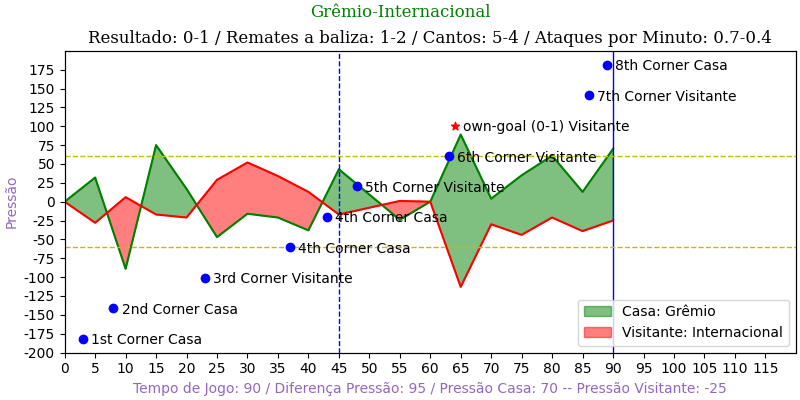 Grêmio-Internacional
Resultado: 0-1 / Remates a baliza: 1-2 / Cantos: 5-4 / Ataques por Minuto: 0.7-0.4
Pressão
175
150
125
100
75
50
25
0
-25
-50
-75
-100
-125
-150
-175
-200
8th Corner Casa
7th Corner Visitante
own-goal (0-1) Visitante
6th Corner Visitante
5th Corner Visitante
4th Corner Casa
4th Corner Casa
3rd Corner Visitante
2nd Corner Casa
1st Corner Casa
Casa: Grêmio
Visitante: Internacional
0 5 10 15 20 25 30 35 40 45 50 55 60 65 70 75 80 85 90 95 100 105 110 115
Tempo de Jogo: 90 / Diferença Pressão: 95 / Pressão Casa: 70 -- Pressão Visitante: -25